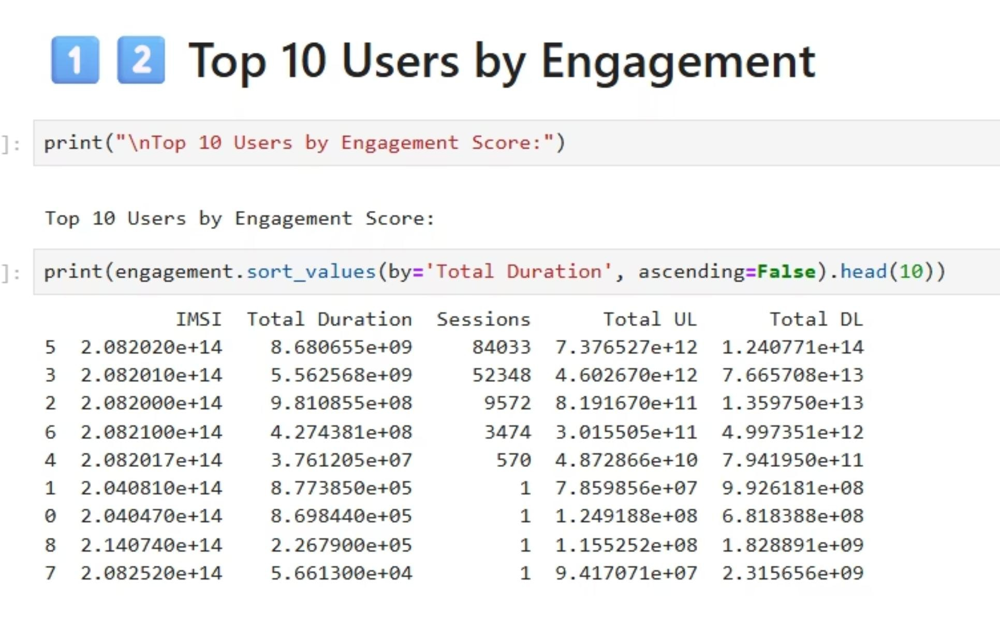 1️⃣ 2️⃣ Top 10 Users by Engagement
]: print("\nTop 10 Users by Engagement Score:")
Top 10 Users by Engagement Score:
]: print(engagement.sort_values(by='Total Duration', ascending=False).head(10))
IMSI Total Duration Sessions Total UL Total DL
5 2.082020e+14 8.680655e+09 84033 7.376527e+12 1.240771e+14
3 2.082010e+14 5.562568e+09 52348 4.602670e+12 7.665708e+13
2 2.082000e+14 9.810855e+08 9572 8.191670e+11 1.359750e+13
6 2.082100e+14 4.274381e+08 3474 3.015505e+11 4.997351e+12
4 2.082017e+14 3.761205e+07 570 4.872866e+10 7.941950e+11
1 2.040810e+14 8.773850e+05 1 7.859856e+07 9.926181e+08
0 2.040470e+14 8.698440e+05 1 1.249188e+08 6.818388e+08
8 2.140740e+14 2.267900e+05 1 1.155252e+08 1.828891e+09
7 2.082520e+14 5.661300e+04 1 9.417071e+07 2.315656e+09